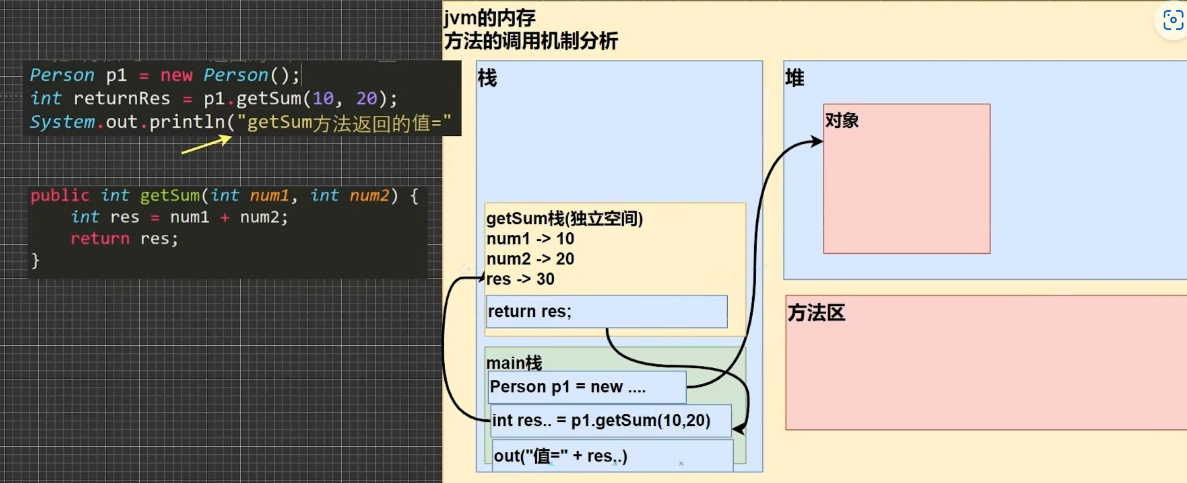 Person p1 = new Person();
int returnRes = p1.getSum(10, 20);
System.out.println("getSum方法返回的值="
public int getSum(int num1, int num2) {
int res = num1 + num2;
return res;
}
jvm的内存
方法的调用机制分析
栈
getSum栈(独立空间)
num1 -> 10
num2 -> 20
res -> 30
return res;
main栈
Person p1 = new ....
int res.. = p1.getSum(10,20)
out("值=" + res..)
堆
对象
方法区